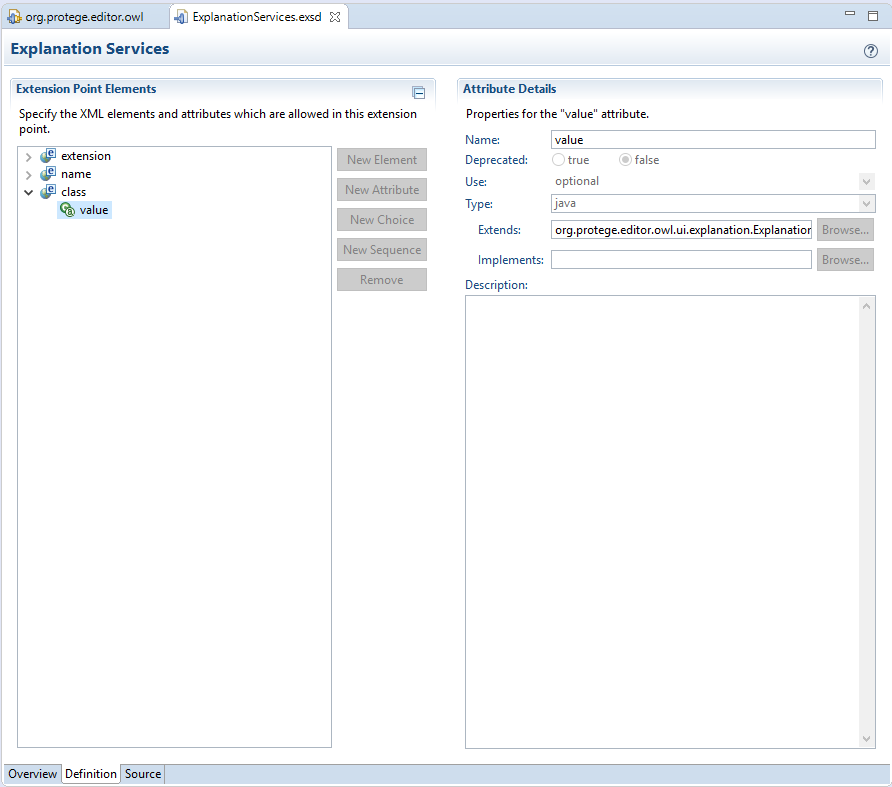 org.protege.editor.owl
ExplanationServices.exsd
Explanation Services
Extension Point Elements
Specify the XML elements and attributes which are allowed in this extension
point.
extension
name
class
value
New Element
New Attribute
New Choice
New Sequence
Remove
Attribute Details
Properties for the "value" attribute.
Name: value
Deprecated: true false
Use: optional
Type: java
Extends: org.protege.editor.owl.ui.explanation.Explanation Browse...
Implements: Browse...
Description:
Overview Definition Source